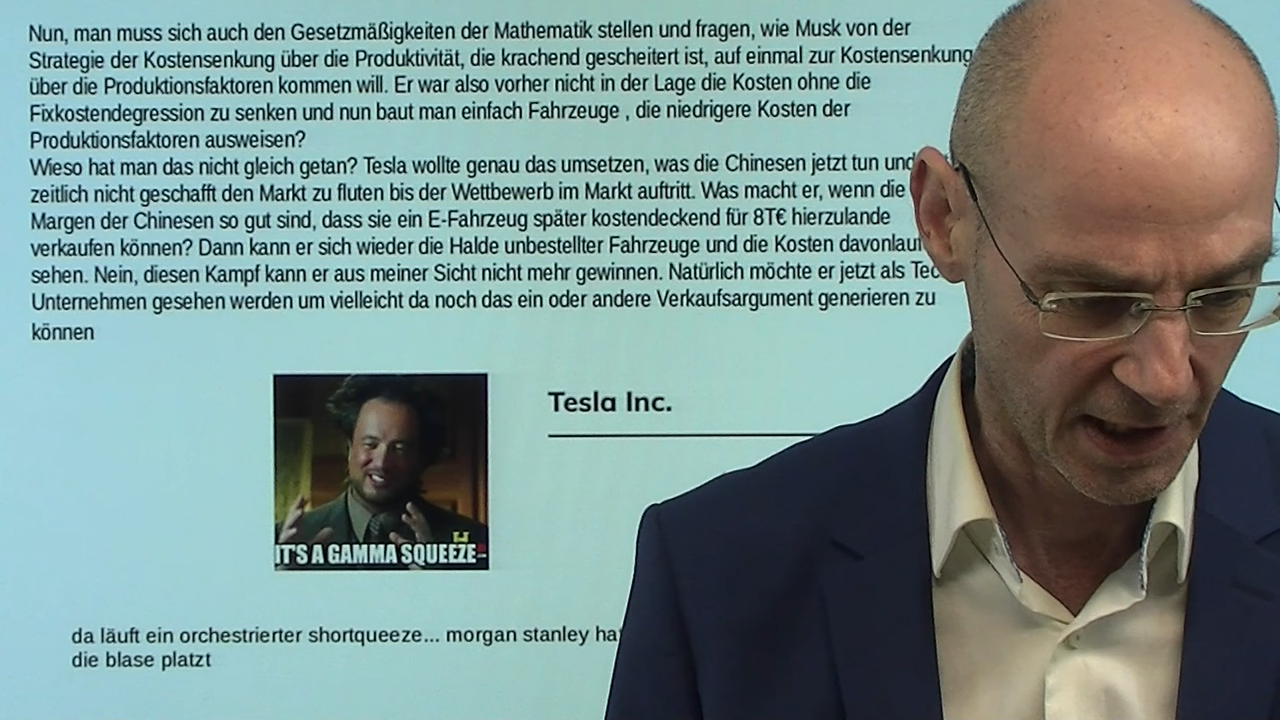 Nun, man muss sich auch den Gesetzmäßigkeiten der Mathematik stellen und fragen, wie Musk von der
Strategie der Kostensenkung über die Produktivität, die krachend gescheitert ist, auf einmal zur Kostensenkung
über die Produktionsfaktoren kommen will. Er war also vorher nicht in der Lage die Kosten ohne die
Fixkostendegression zu senken und nun baut man einfach Fahrzeuge , die niedrigere Kosten der
Produktionsfaktoren ausweisen?
Wieso hat man das nicht gleich getan? Tesla wollte genau das umsetzen, was die Chinesen jetzt tun und
zeitlich nicht geschafft den Markt zu fluten bis der Wettbewerb im Markt auftritt. Was macht er, wenn die
Margen der Chinesen so gut sind, dass sie ein E-Fahrzeug später kostendeckend für 8T€ hierzulande
verkaufen können? Dann kann er sich wieder die Halde unbestellter Fahrzeuge und die Kosten
sehen. Nein, diesen Kampf kann er aus meiner Sicht nicht mehr gewinnen. Natürlich möchte er jetzt als
Unternehmen gesehen werden um vielleicht da noch das ein oder andere Verkaufsargument generieren zu
können
Tesla Inc.
IT'S A GAMMA SQUEEZE
da läuft ein orchestrierter shortqueeze... morgan stanley
die blase platzt